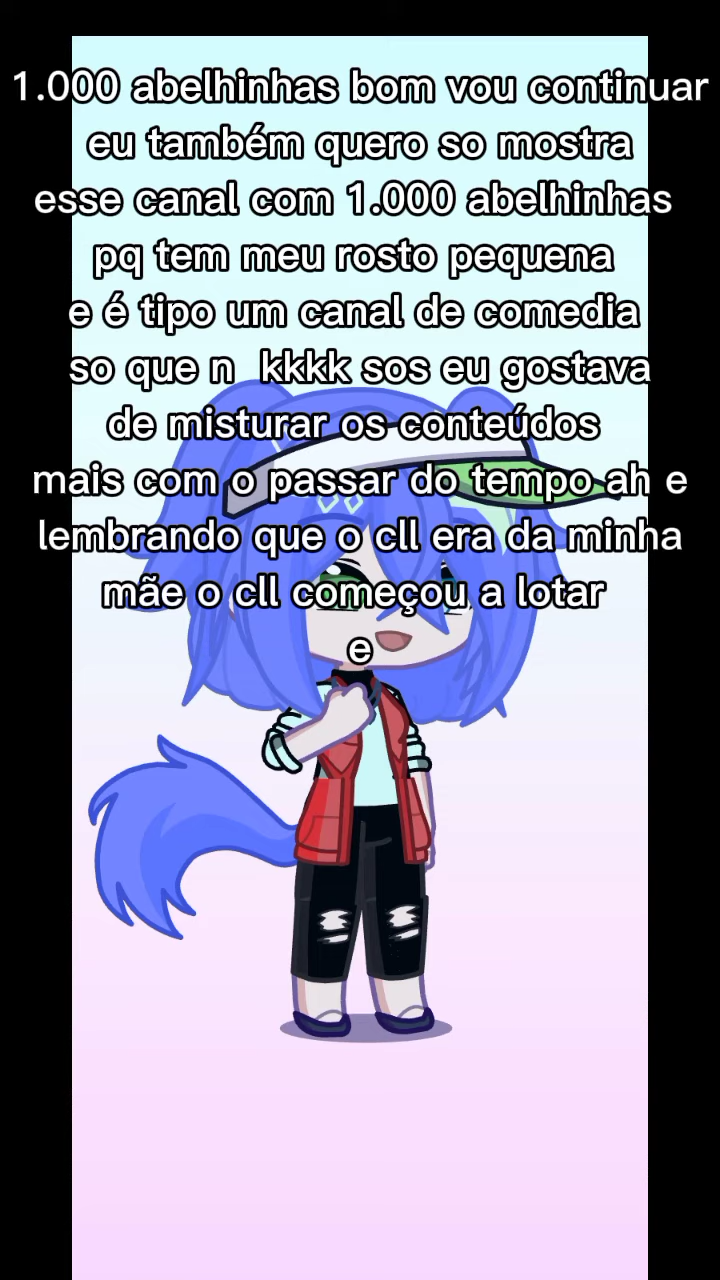 1.000 abelhinhas bom vou continuar
eu também quero so mostra
esse canal com 1.000 abelhinhas
pq tem meu rosto pequena
e é tipo um canal de comedia
so que n  kkkk sos eu gostava
de misturar os conteúdos
mais com o passar do tempo ah e
lembrando que o cll era da minha
mãe o cll começou a lotar
e